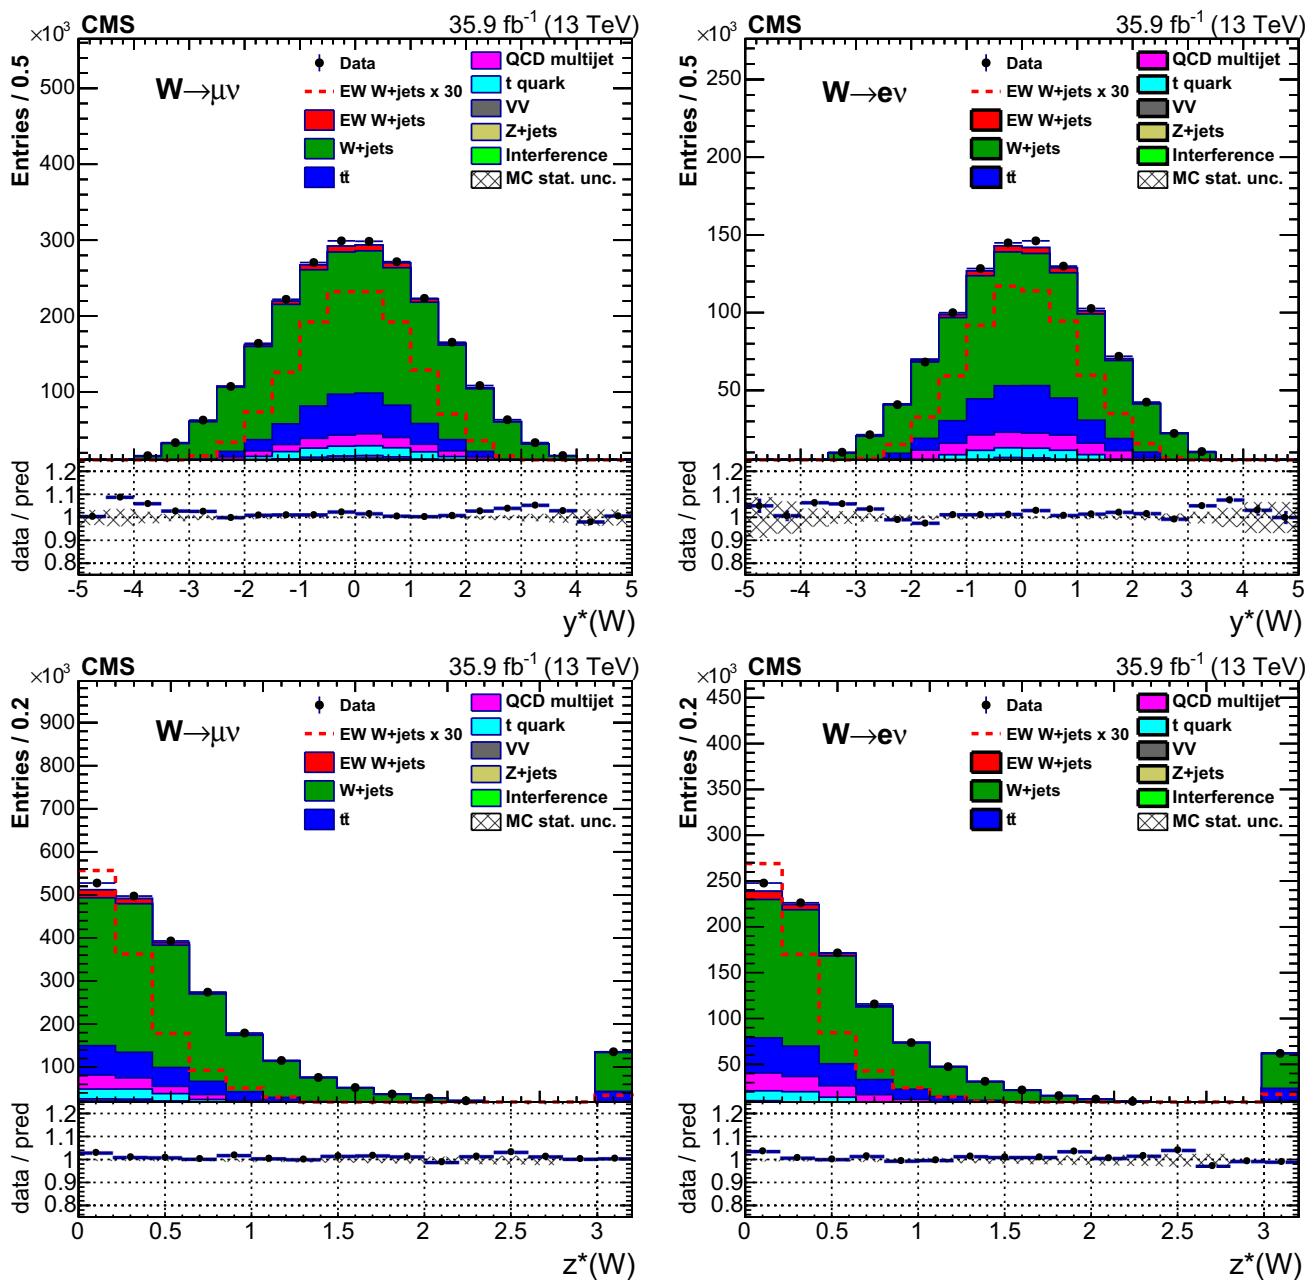 CMS 35.9 fb⁻¹ (13 TeV)
×10³
Entries / 0.5
W→μν
Data
EW W+jets x 30
EW W+jets
W+jets
tt̄
QCD multijet
t quark
VV
Z+jets
Interference
MC stat. unc.
500
400
300
200
100
data / pred
1.2
1.1
1
0.9
0.8
-5 -4 -3 -2 -1 0 1 2 3 4 5
y*(W)
CMS 35.9 fb⁻¹ (13 TeV)
×10³
Entries / 0.5
W→eν
Data
EW W+jets x 30
EW W+jets
W+jets
tt̄
QCD multijet
t quark
VV
Z+jets
Interference
MC stat. unc.
250
200
150
100
50
data / pred
1.2
1.1
1
0.9
0.8
-5 -4 -3 -2 -1 0 1 2 3 4 5
y*(W)
CMS 35.9 fb⁻¹ (13 TeV)
×10³
Entries / 0.2
W→μν
Data
EW W+jets x 30
EW W+jets
W+jets
tt̄
QCD multijet
t quark
VV
Z+jets
Interference
MC stat. unc.
900
800
700
600
500
400
300
200
100
data / pred
1.2
1.1
1
0.9
0.8
0 0.5 1 1.5 2 2.5 3
z*(W)
CMS 35.9 fb⁻¹ (13 TeV)
×10³
Entries / 0.2
W→eν
Data
EW W+jets x 30
EW W+jets
W+jets
tt̄
QCD multijet
t quark
VV
Z+jets
Interference
MC stat. unc.
450
400
350
300
250
200
150
100
50
data / pred
1.2
1.1
1
0.9
0.8
0 0.5 1 1.5 2 2.5 3
z*(W)